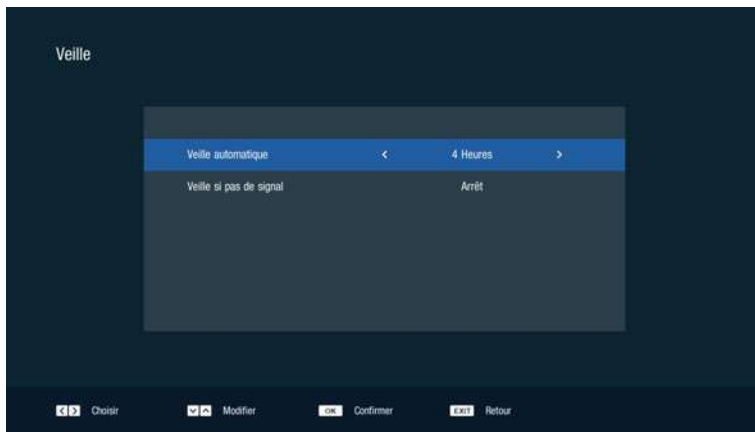 Veille
Veille automatique < 4 Heures >
Veille si pas de signal Arrêt
< > Choisir ∨ ∧ Modifier OK Confirmer EXIT Retour